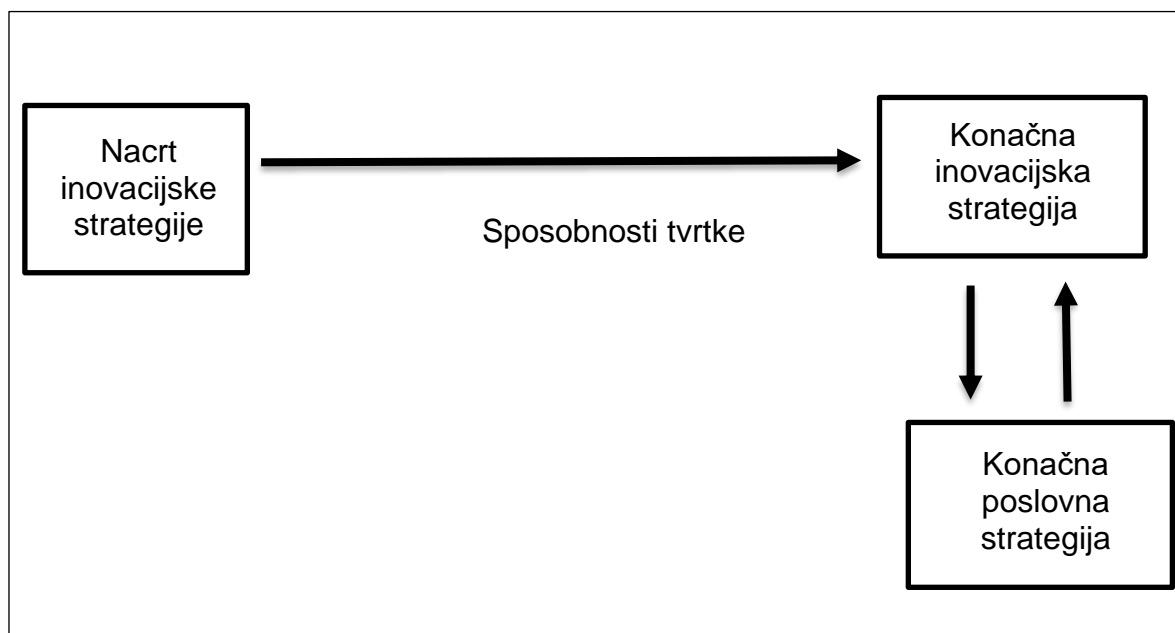 Nacrt
inovacijske
strategije
Sposobnosti tvrtke
Konačna
inovacijska
strategija
Konačna
poslovna
strategija